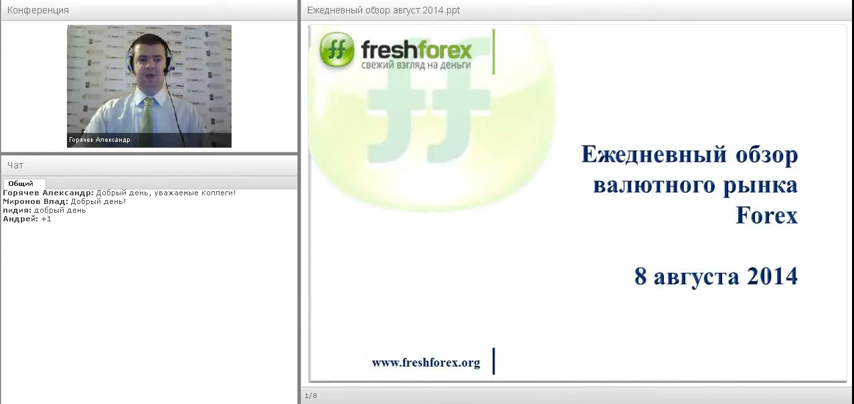 Конференция
Горячев Александр
Чат
Общий
Горячев Александр: Добрый день, уважаемые коллеги!
Миронов Влад: Добрый день!
лидия: добрый день
Андрей: +1
Ежедневный обзор август 2014.ppt
freshforex
свежий взгляд на деньги
Ежедневный обзор
валютного рынка
Forex
8 августа 2014
www.freshforex.org
1/8